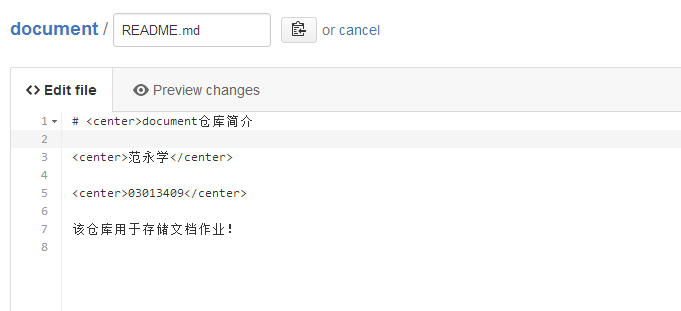 document / README.md or cancel
Edit file Preview changes
1 # <center>document仓库简介
2
3 <center>范永学</center>
4
5 <center>03013409</center>
6
7 该仓库用于存储文档作业！
8